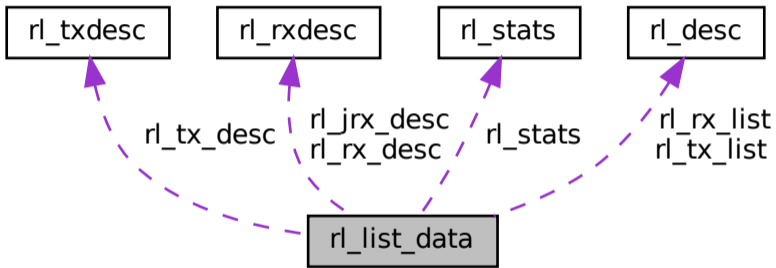 rl_txdesc
rl_rxdesc
rl_stats
rl_desc
rl_tx_desc
rl_jrx_desc
rl_rx_desc
rl_stats
rl_rx_list
rl_tx_list
rl_list_data